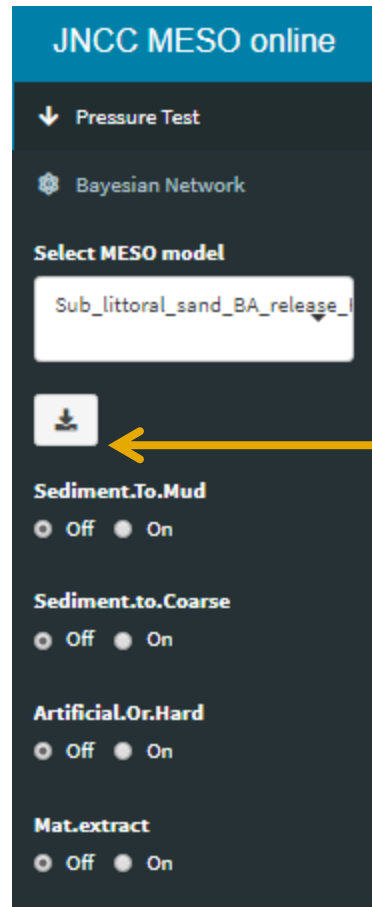 JNCC MESO online
Pressure Test
Bayesian Network
Select MESO model
Sub_littoral_sand_BA_release_
Sediment.To.Mud
Off On
Sediment.to.Coarse
Off On
Artificial.Or.Hard
Off On
Mat.extract
Off On